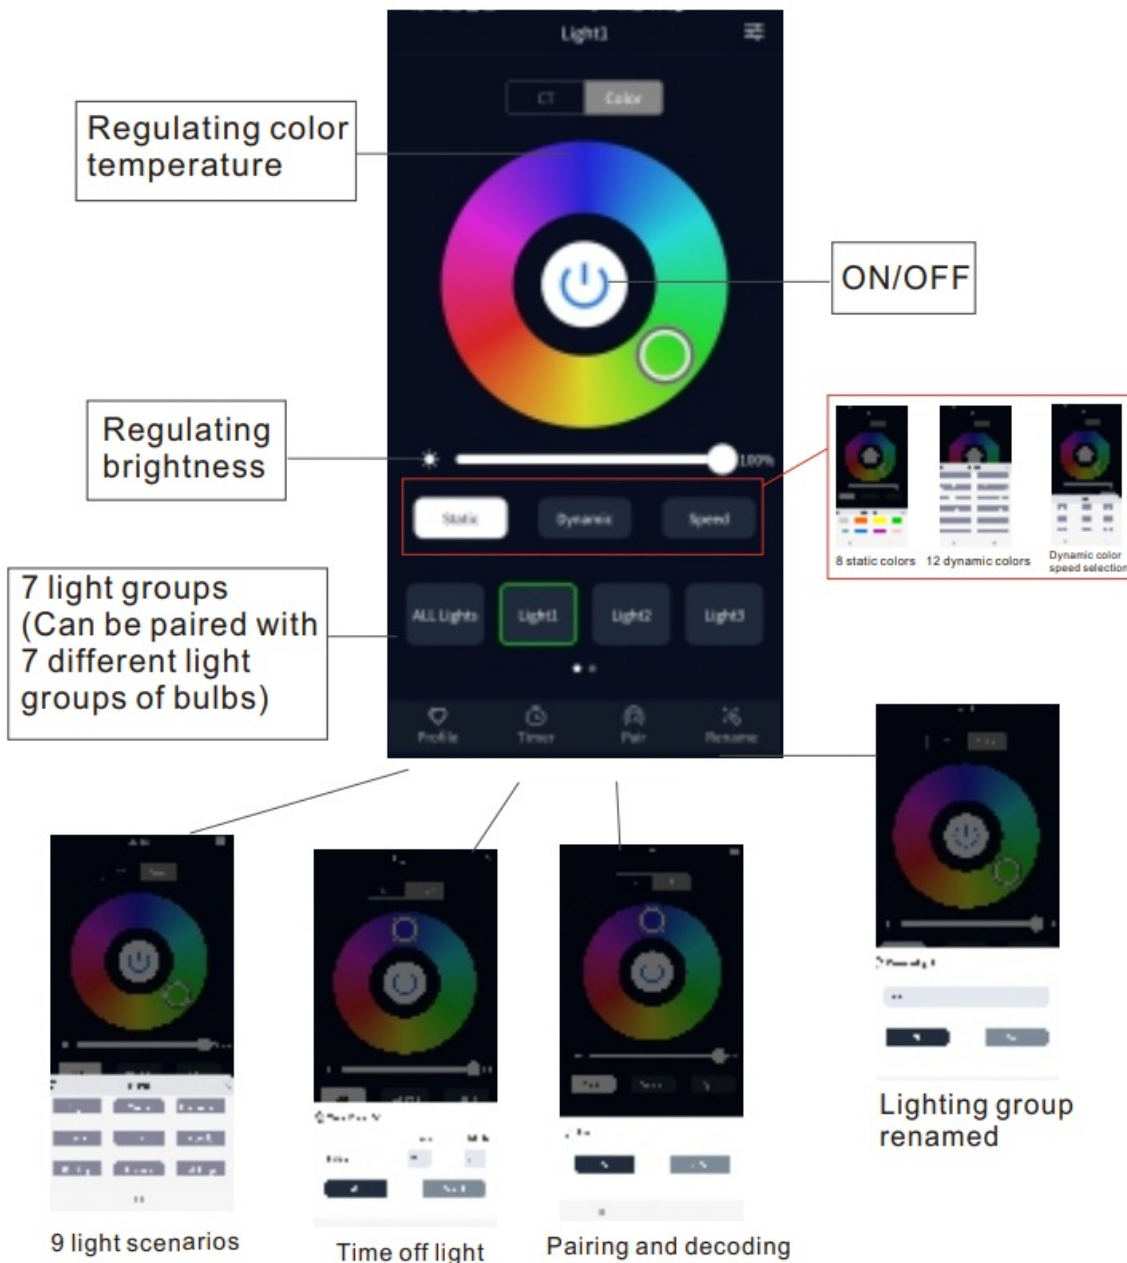 Light1
CT
Color
Regulating color
temperature
ON/OFF
Regulating
brightness
100%
Static
Dynamic
Speed
8 static colors
12 dynamic colors
Dynamic color
speed selection
7 light groups
(Can be paired with
7 different light
groups of bulbs)
ALL Lights
Light1
Light2
Light3
Profile
Timer
Pair
Rename
Lighting group
renamed
9 light scenarios
Time off light
Pairing and decoding